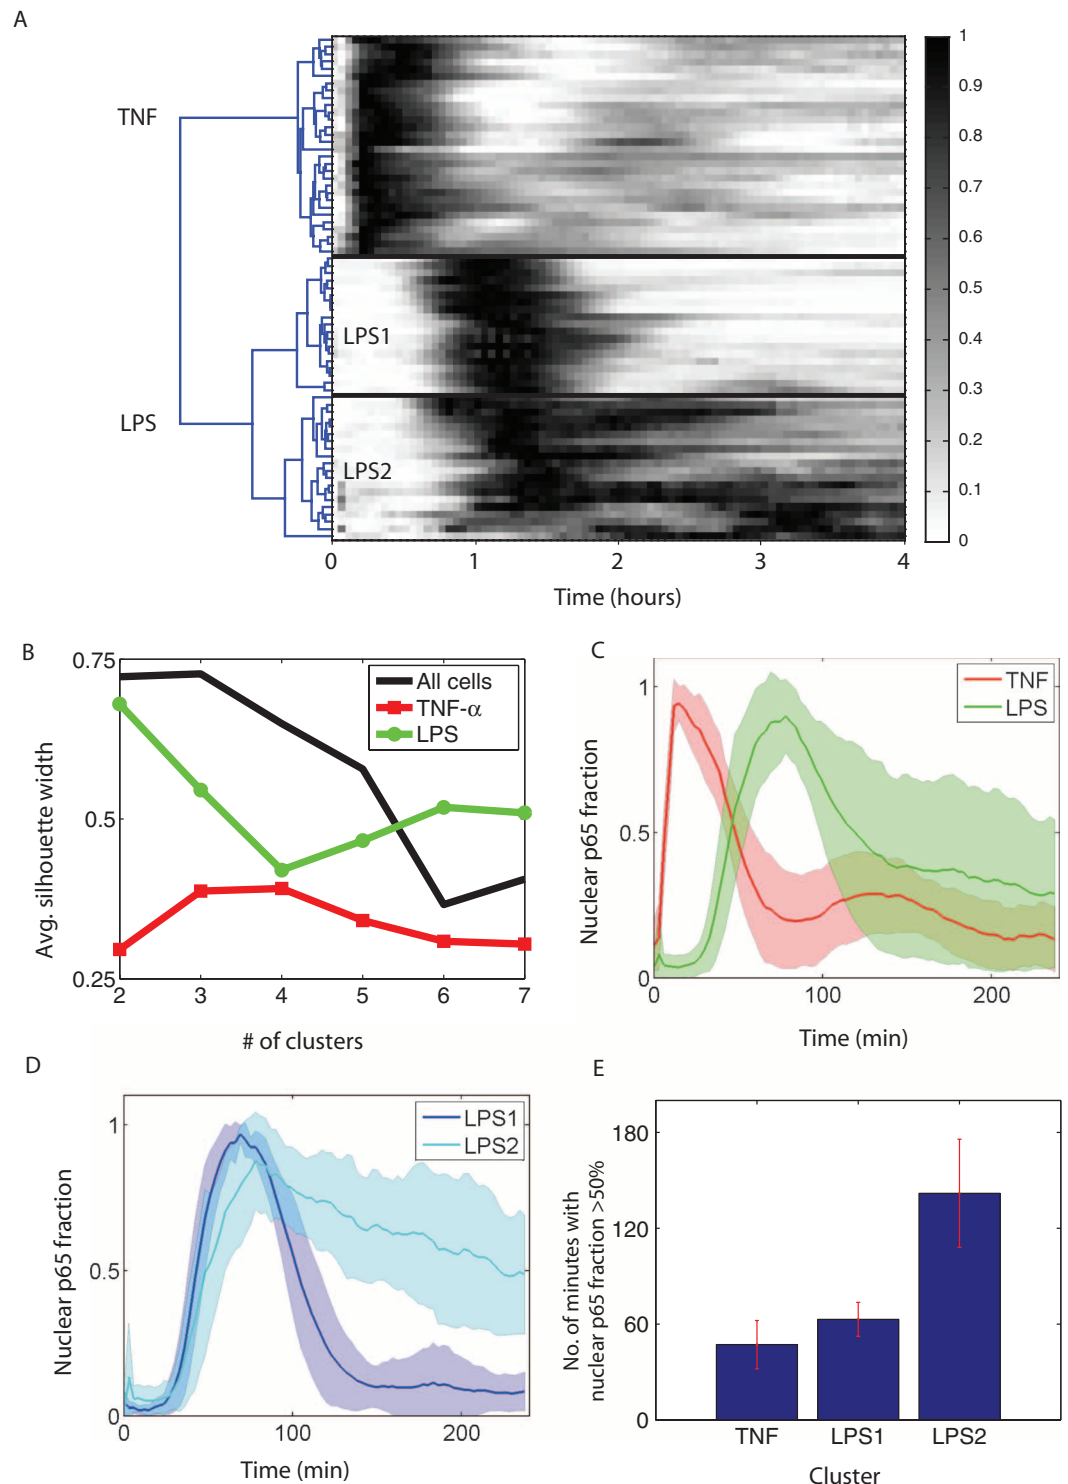 A
TNF
LPS
LPS1
LPS2
1
0.9
0.8
0.7
0.6
0.5
0.4
0.3
0.2
0.1
0
0 1 2 3 4
Time (hours)
B
0.75
0.5
0.25
Avg. silhouette width
All cells
TNF-α
LPS
2 3 4 5 6 7
# of clusters
C
1
0.5
0
Nuclear p65 fraction
TNF
LPS
0 100 200
Time (min)
D
1
0.5
0
Nuclear p65 fraction
LPS1
LPS2
0 100 200
Time (min)
E
180
120
60
0
No. of minutes with
nuclear p65 fraction >50%
TNF LPS1 LPS2
Cluster